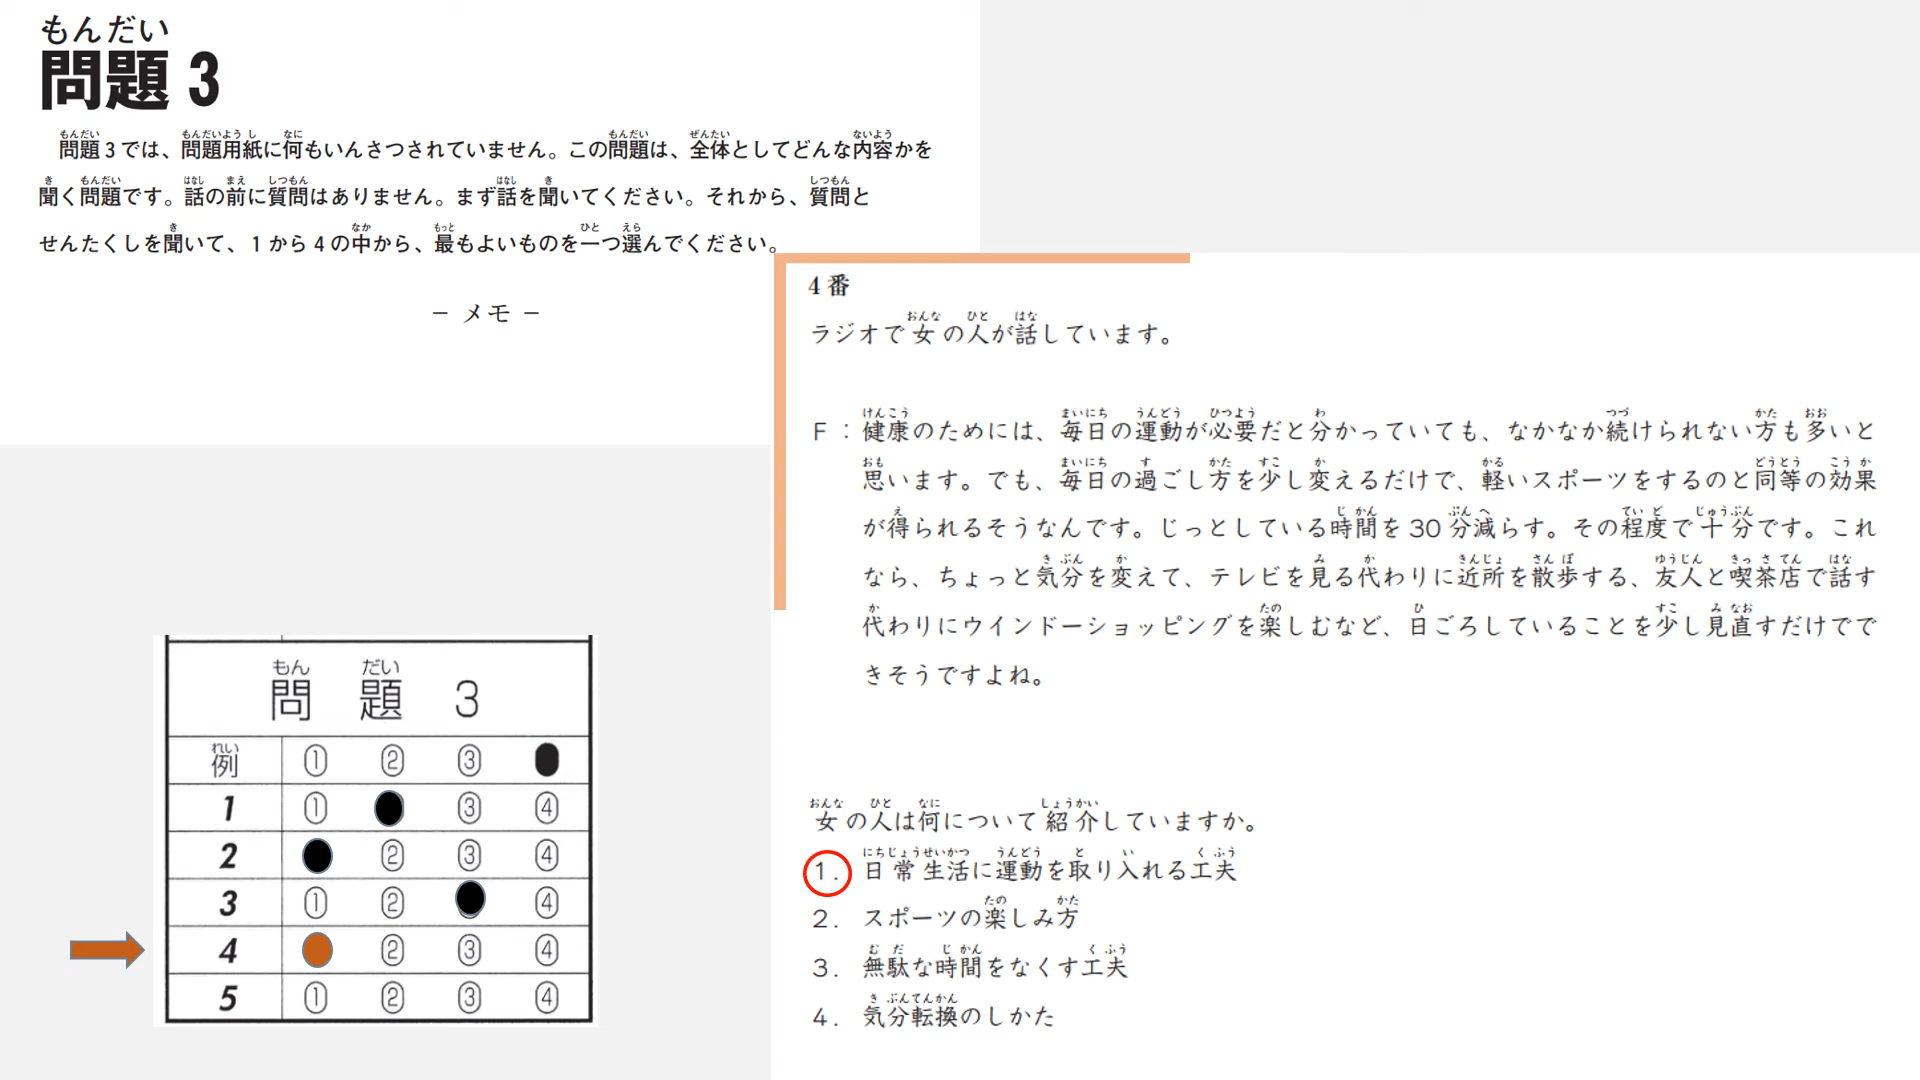 もんだい
問題 3
問題 3 では、問題用紙に何もいんさつされていません。この問題は、全体としてどんな内容かを
聞く問題です。話の前に質問はありません。まず話を聞いてください。それから、質問と
せんたくしを聞いて、1 から 4 の中から、最もよいものを一つ選んでください。
− メモ −
4 番
ラジオで女の人が話しています。
F：健康のためには、毎日の運動が必要だと分かっていても、なかなか続けられない方も多いと
思います。でも、毎日の過ごし方を少し変えるだけで、軽いスポーツをするのと同等の効果
が得られるそうなんです。じっとしている時間を 30 分減らす。その程度で十分です。これ
なら、ちょっと気分を変えて、テレビを見る代わりに近所を散歩する、友人と喫茶店で話す
代わりにウインドーショッピングを楽しむなど、日ごろしていることを少し見直すだけでで
きそうですよね。
女の人は何について紹介していますか。
1. 日常生活に運動を取り入れる工夫
2. スポーツの楽しみ方
3. 無駄な時間をなくす工夫
4. 気分転換のしかた
もん だい
問 題 3
例 ① ② ③
1 ① ③ ④
2 ② ③ ④
3 ① ② ④
4 ② ③ ④
5 ① ② ③ ④